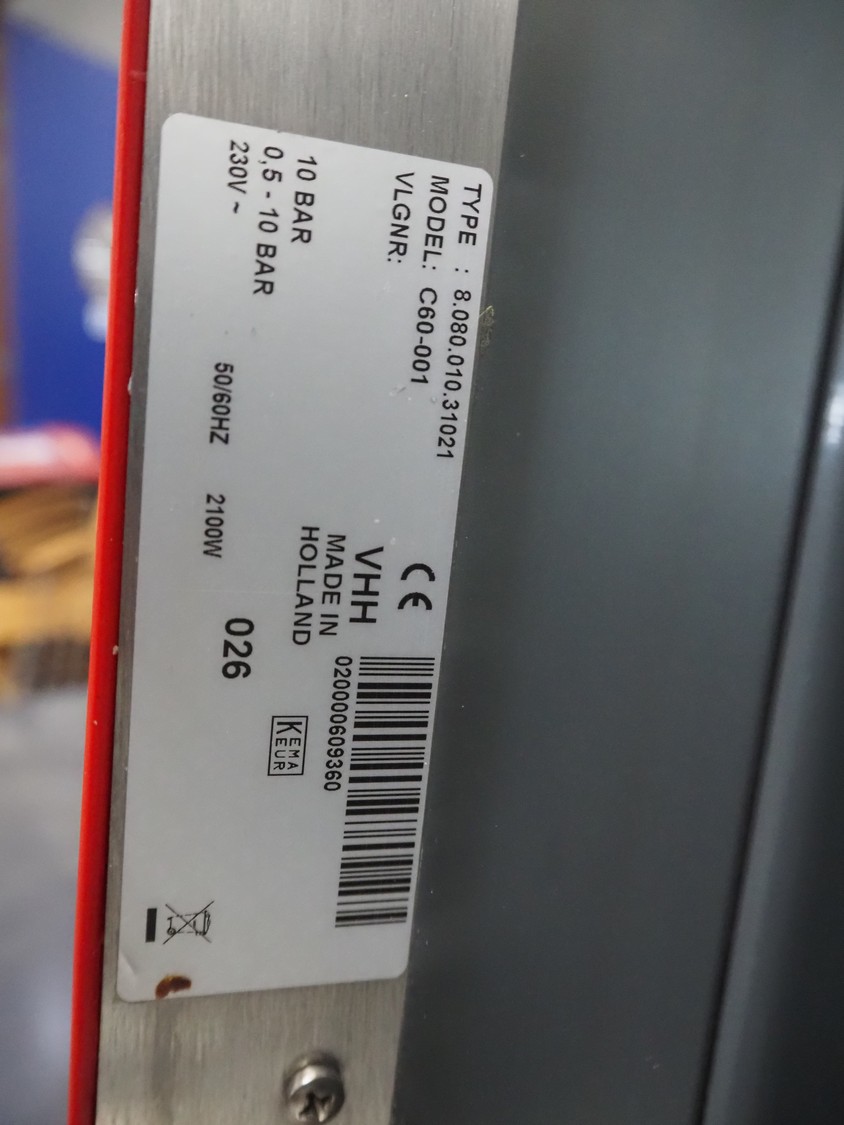 TYPE : 8.080.010.31021
MODEL: C60-001
VLGNR:
10 BAR
0,5 - 10 BAR
230V ~ 50/60HZ 2100W
026
CE
VHH
MADE IN
HOLLAND
020000609360
KEMA
KEUR